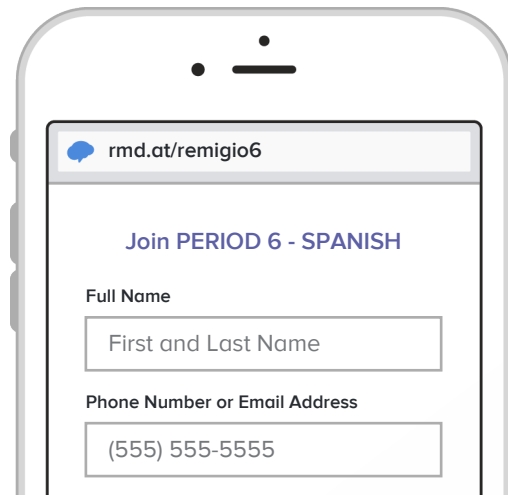 rmd.at/remigio6
Join PERIOD 6 - SPANISH
Full Name
First and Last Name
Phone Number or Email Address
(555) 555-5555